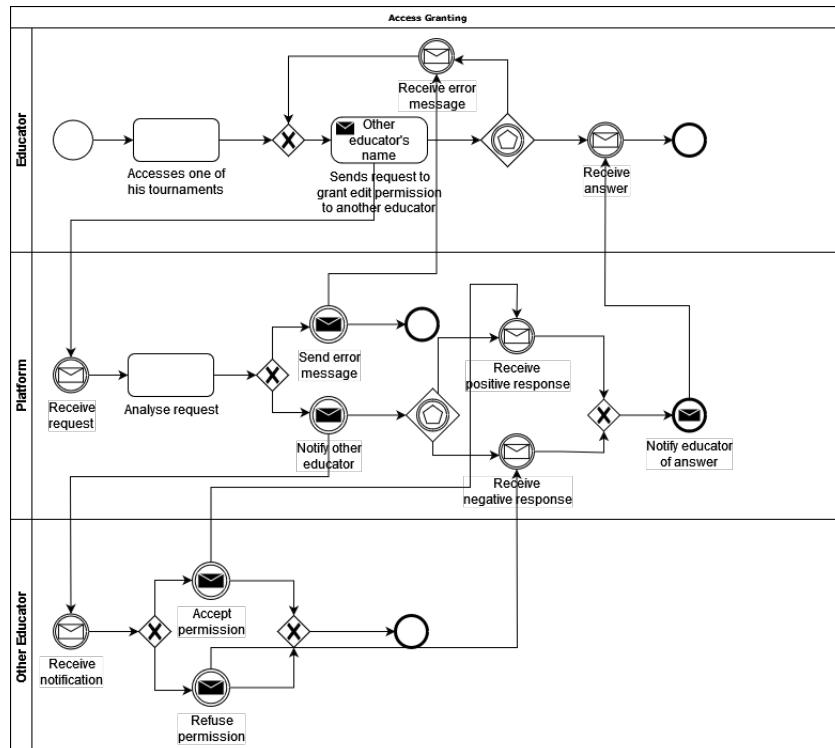 Access Granting
Educator
Receive error
message
Other
educator's
name
Accesses one of
his tournaments
Sends request to
grant edit permission
to another educator
Receive
answer
Platform
Send error
message
Receive
positive response
Receive
request
Analyse request
Notify other
educator
Receive
negative response
Notify educator
of answer
Other Educator
Accept
permission
Receive
notification
Refuse
permission